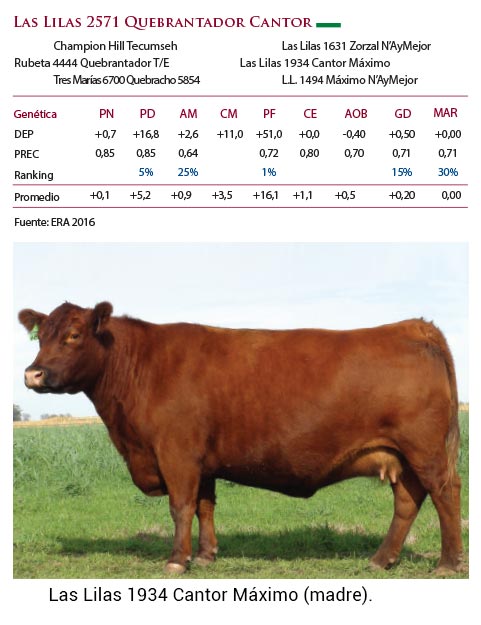 Las Lilas 2571 Quebrantador Cantor
Champion Hill Tecumseh Las Lilas 1631 Zorzal N'AyMejor
Rubeta 4444 Quebrantador T/E Las Lilas 1934 Cantor Máximo
Tres Marías 6700 Quebracho 5854 L.L. 1494 Máximo N'AyMejor
Genética PN PD AM CM PF CE AOB GD MAR
DEP +0,7 +16,8 +2,6 +11,0 +51,0 +0,0 -0,40 +0,50 +0,00
PREC 0,85 0,85 0,64 0,72 0,80 0,70 0,71 0,71
Ranking 5% 25% 1% 15% 30%
Promedio +0,1 +5,2 +0,9 +3,5 +16,1 +1,1 +0,5 +0,20 0,00
Fuente: ERA 2016
Las Lilas 1934 Cantor Máximo (madre).